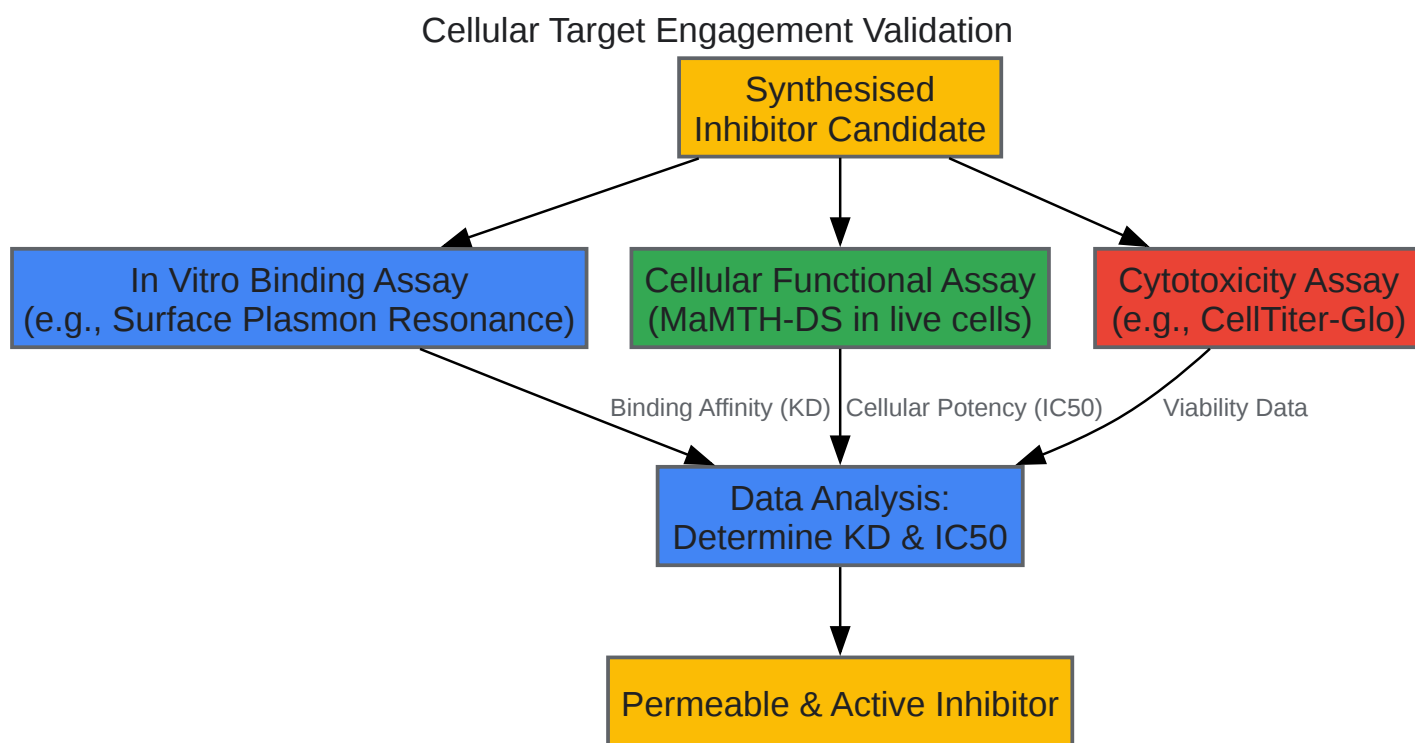 Cellular Target Engagement Validation
Synthesised
Inhibitor Candidate
In Vitro Binding Assay
(e.g., Surface Plasmon Resonance)
Cellular Functional Assay
(MaMTH-DS in live cells)
Cytotoxicity Assay
(e.g., CellTiter-Glo)
Binding Affinity (KD)
Cellular Potency (IC50)
Viability Data
Data Analysis:
Determine KD & IC50
Permeable & Active Inhibitor